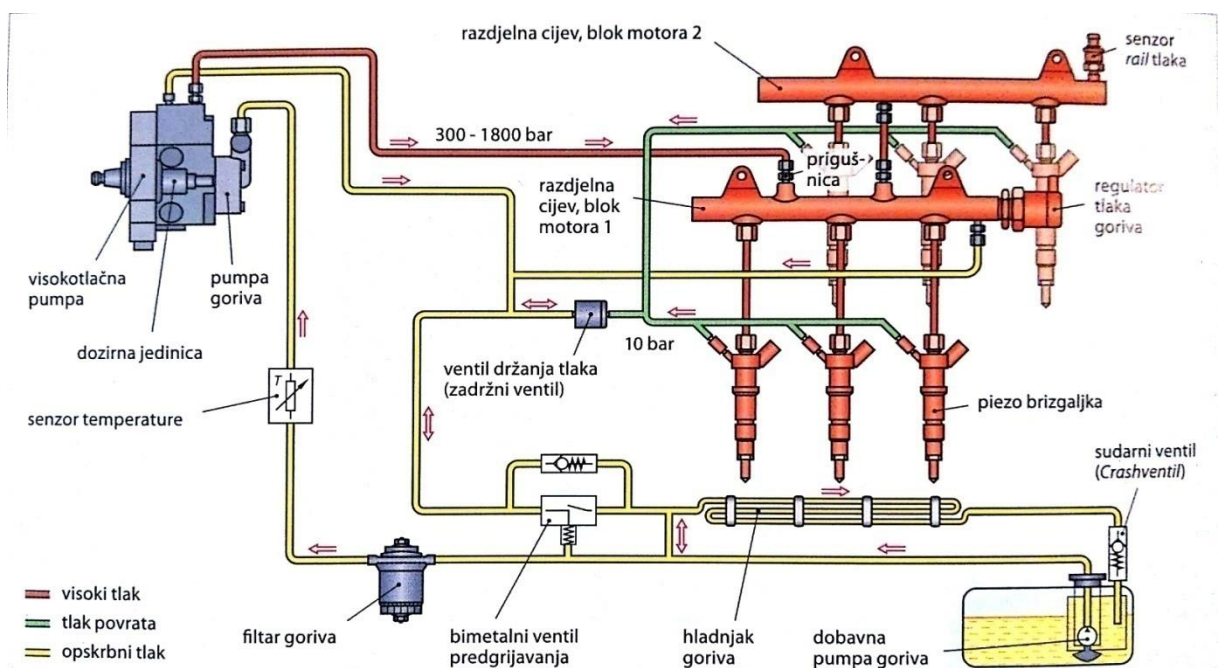 razdjelna cijev, blok motora 2
senzor
rail tlaka
300 - 1800 bar
priguš-
nica
razdjelna
cijev, blok
motora 1
regulator
tlaka
goriva
visokotlačna
pumpa
pumpa
goriva
dozirna jedinica
10 bar
ventil držanja tlaka
(zadržni ventil)
T
senzor temperature
piezo brizgaljka
sudarni ventil
(Crashventil)
visoki tlak
tlak povrata
opskrbni tlak
filtar goriva
bimetalni ventil
predgrijavanja
hladnjak
goriva
dobavna
pumpa goriva